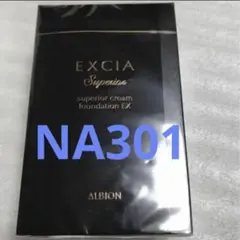 EXCIA
Superior
superior cream
foundation EX
NA301
ALBION